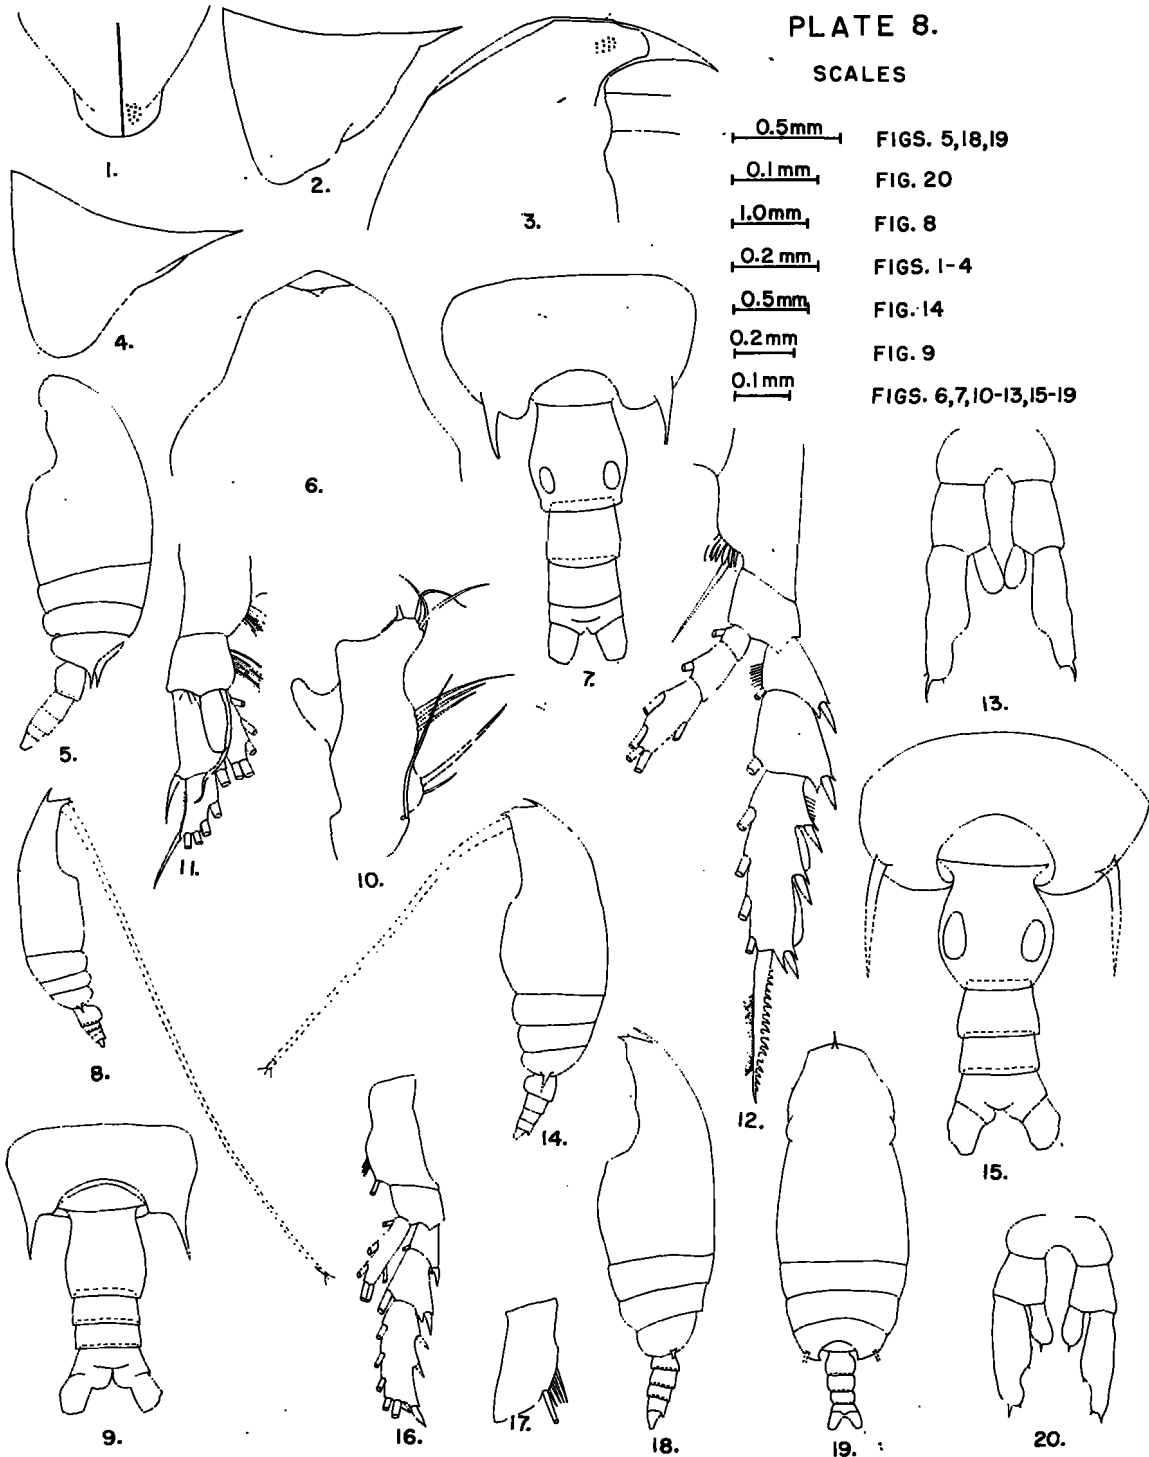 PLATE 8.
SCALES
0.5mm FIGS. 5,18,19
0.1mm FIG. 20
1.0mm FIG. 8
0.2mm FIGS. 1-4
0.5mm FIG. 14
0.2mm FIG. 9
0.1mm FIGS. 6,7,10-13,15-19
1.
2.
3.
4.
5.
6.
7.
8.
9.
10.
11.
12.
13.
14.
15.
16.
17.
18.
19.
20.